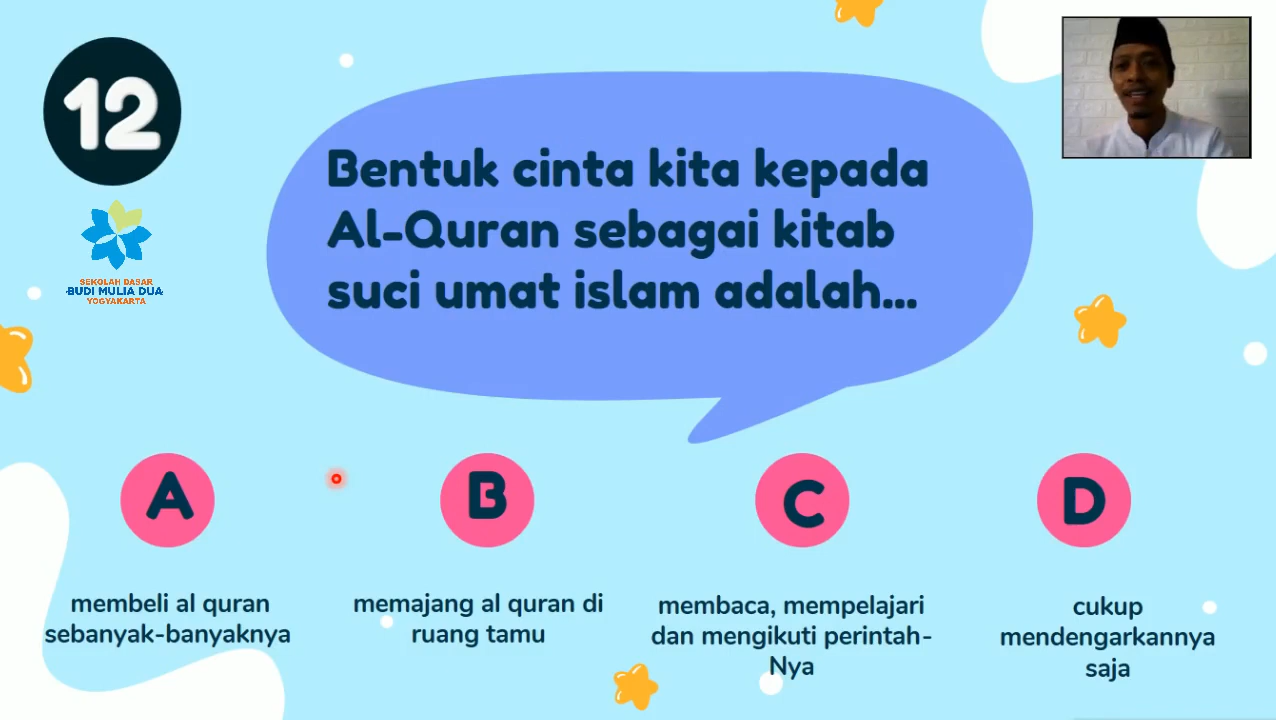 12
SEKOLAH DASAR
BUDI MULIA DUA
YOGYAKARTA
Bentuk cinta kita kepada
Al-Quran sebagai kitab
suci umat islam adalah...
A
membeli al quran
sebanyak-banyaknya
B
memajang al quran di
ruang tamu
C
membaca, mempelajari
dan mengikuti perintah-
Nya
D
cukup
mendengarkannya
saja